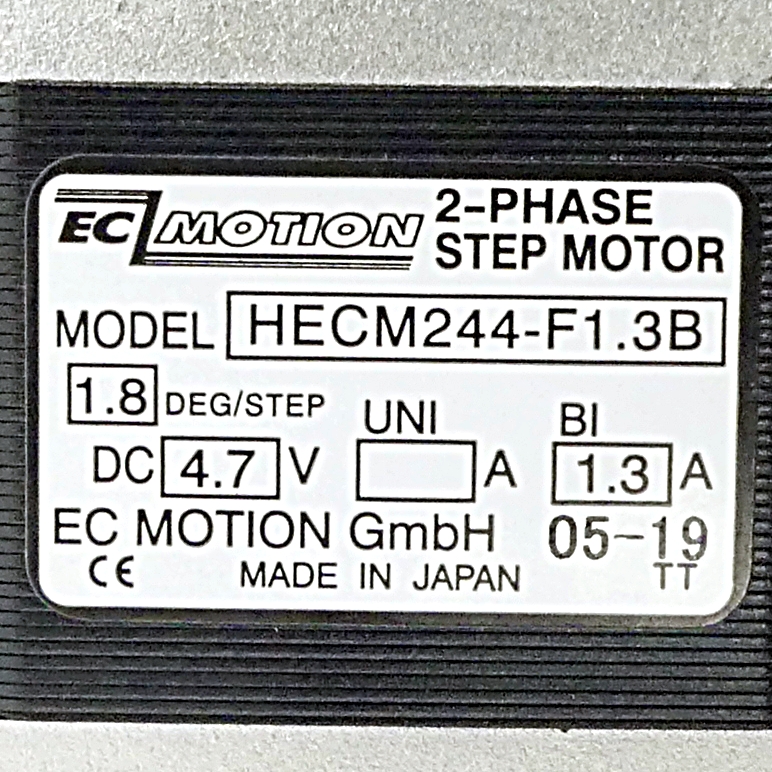 EC MOTION 2-PHASE
STEP MOTOR
MODEL HECM244-F1.3B
1.8 DEG/STEP UNI BI
DC 4.7 V A 1.3 A
EC MOTION GmbH 05-19
CE MADE IN JAPAN TT